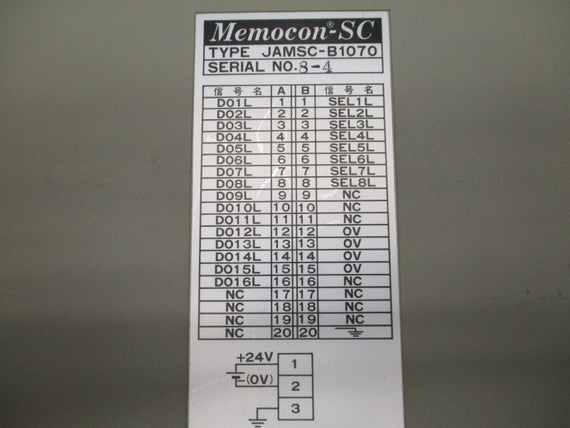 Memocon®-SC
TYPE JAMSC-B1070
SERIAL NO. 8-4
信号名 A B 信号名
DO1L 1 1 SEL1L
DO2L 2 2 SEL2L
DO3L 3 3 SEL3L
DO4L 4 4 SEL4L
DO5L 5 5 SEL5L
DO6L 6 6 SEL6L
DO7L 7 7 SEL7L
DO8L 8 8 SEL8L
DO9L 9 9 NC
DO10L 10 10 NC
DO11L 11 11 NC
DO12L 12 12 0V
DO13L 13 13 0V
DO14L 14 14 0V
DO15L 15 15 0V
DO16L 16 16 NC
NC 17 17 NC
NC 18 18 NC
NC 19 19 NC
NC 20 20
+24V 1
-(0V) 2
3